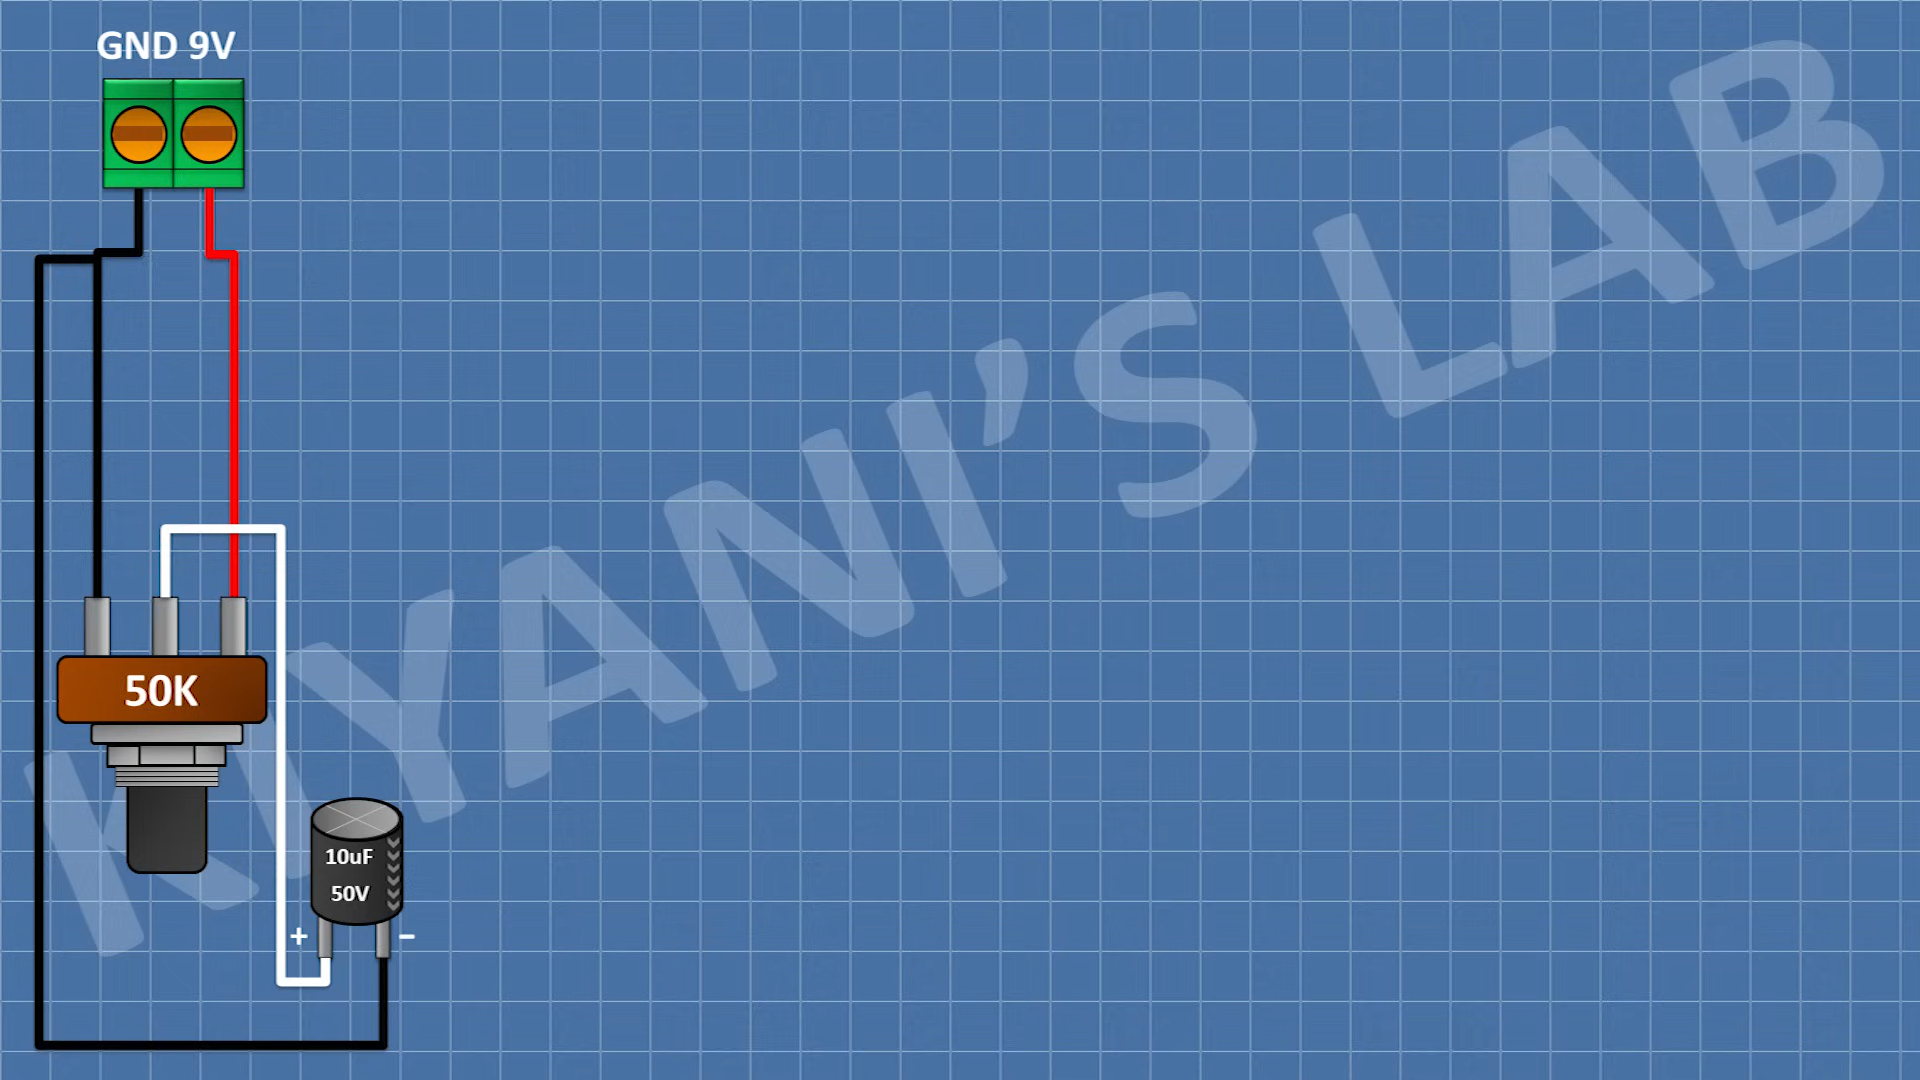 GND 9V
KIYANI'S LAB
50K
10uF
50V
+ −